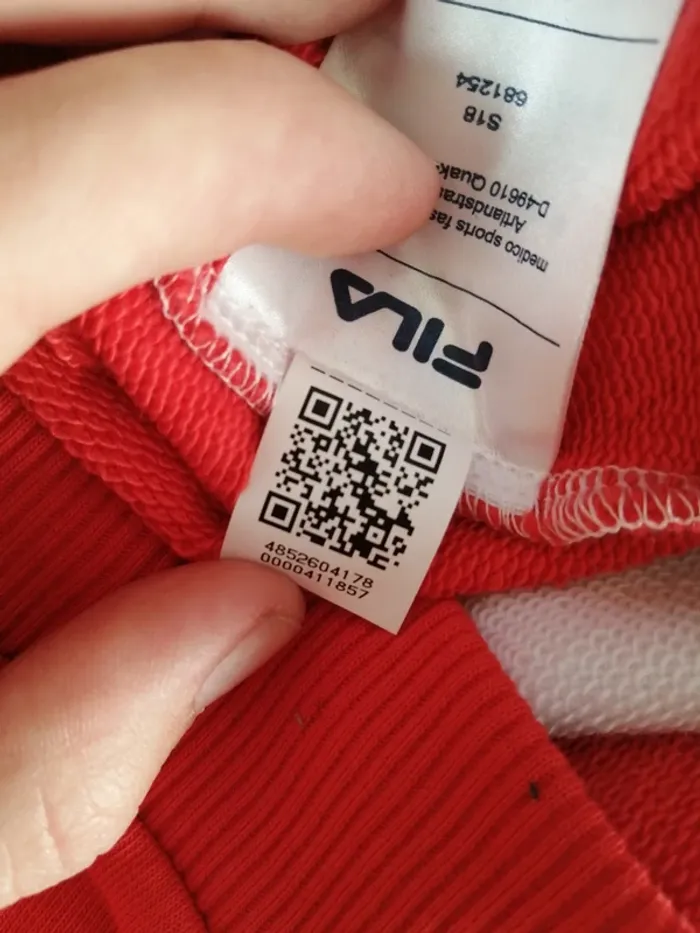 FILA
medico sports
D-49610
S18
681254
4852604178
0000411857